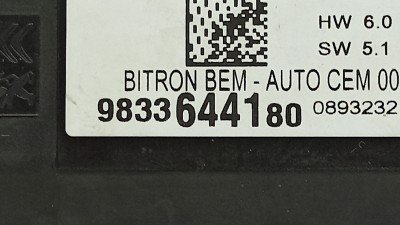 HW 6.0
SW 5.1
BITRON BEM - AUTO CEM 00
9833644180 0893232